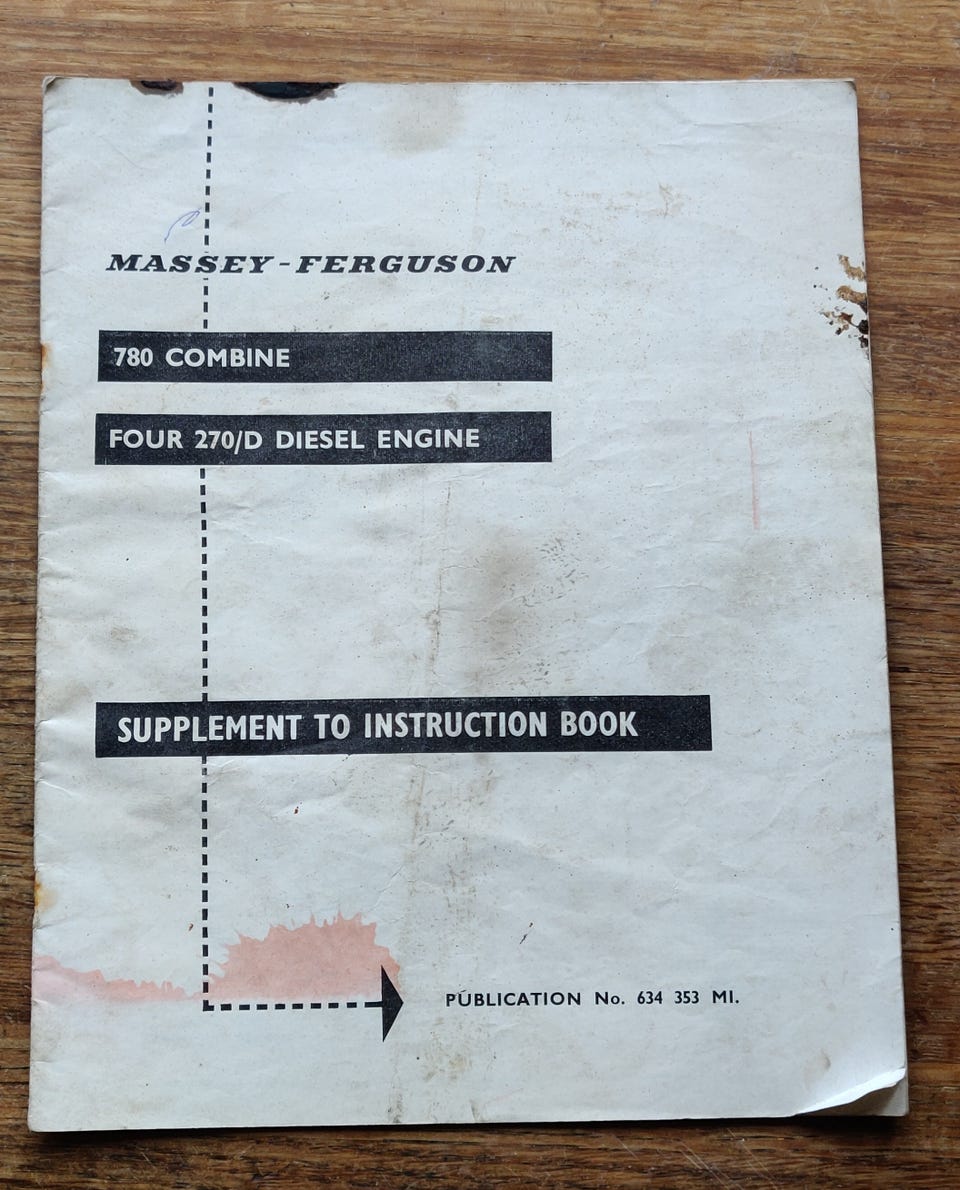 MASSEY-FERGUSON
780 COMBINE
FOUR 270/D DIESEL ENGINE
SUPPLEMENT TO INSTRUCTION BOOK
PUBLICATION No. 634 353 MI.